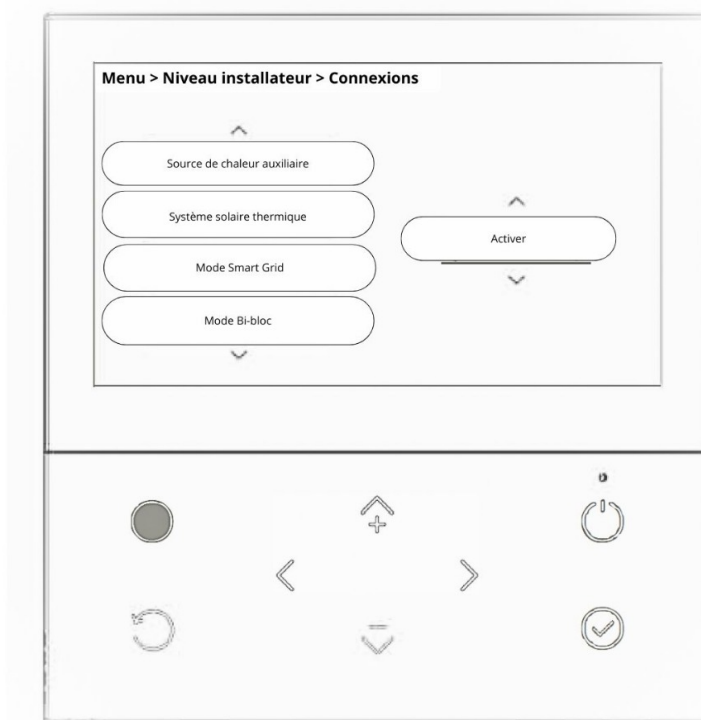 Menu > Niveau installateur > Connexions
Source de chaleur auxiliaire
Système solaire thermique
Mode Smart Grid
Mode Bi-bloc
Activer